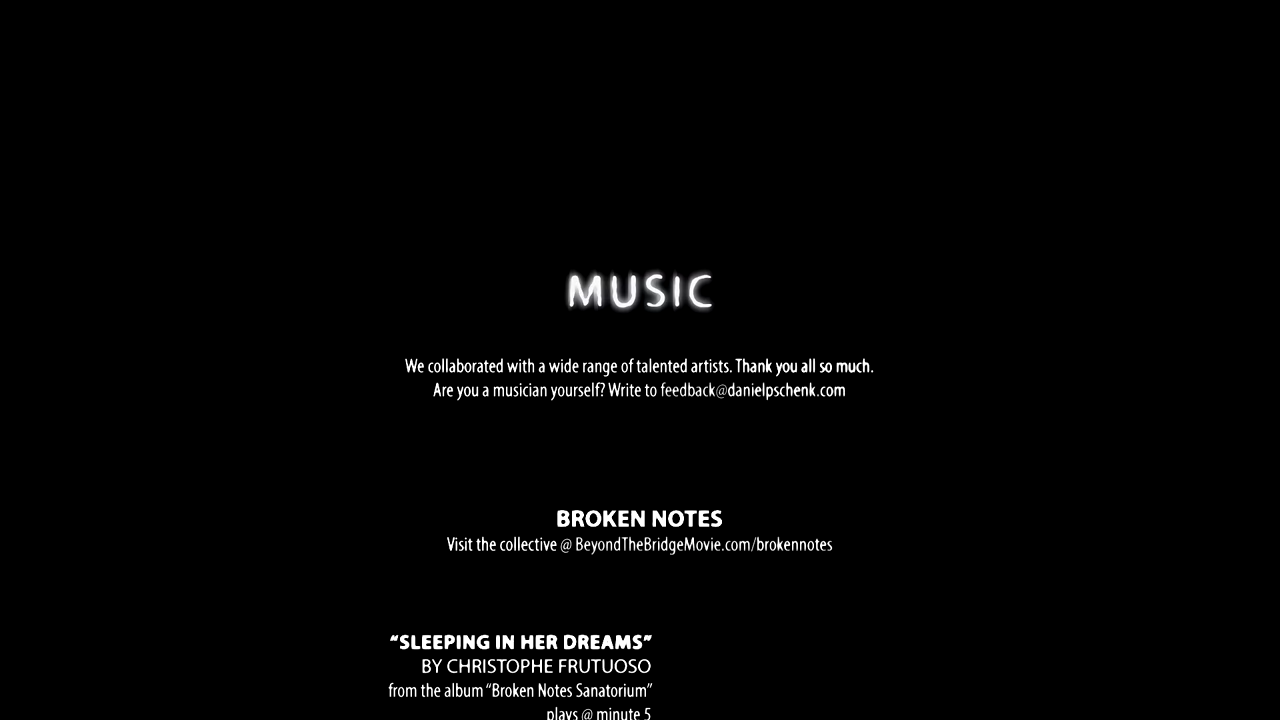 MUSIC
We collaborated with a wide range of talented artists. Thank you all so much.
Are you a musician yourself? Write to feedback@danielpschenk.com
BROKEN NOTES
Visit the collective @ BeyondTheBridgeMovie.com/brokennotes
“SLEEPING IN HER DREAMS”
BY CHRISTOPHE FRUTUOSO
from the album “Broken Notes Sanatorium”
plays @ minute 5